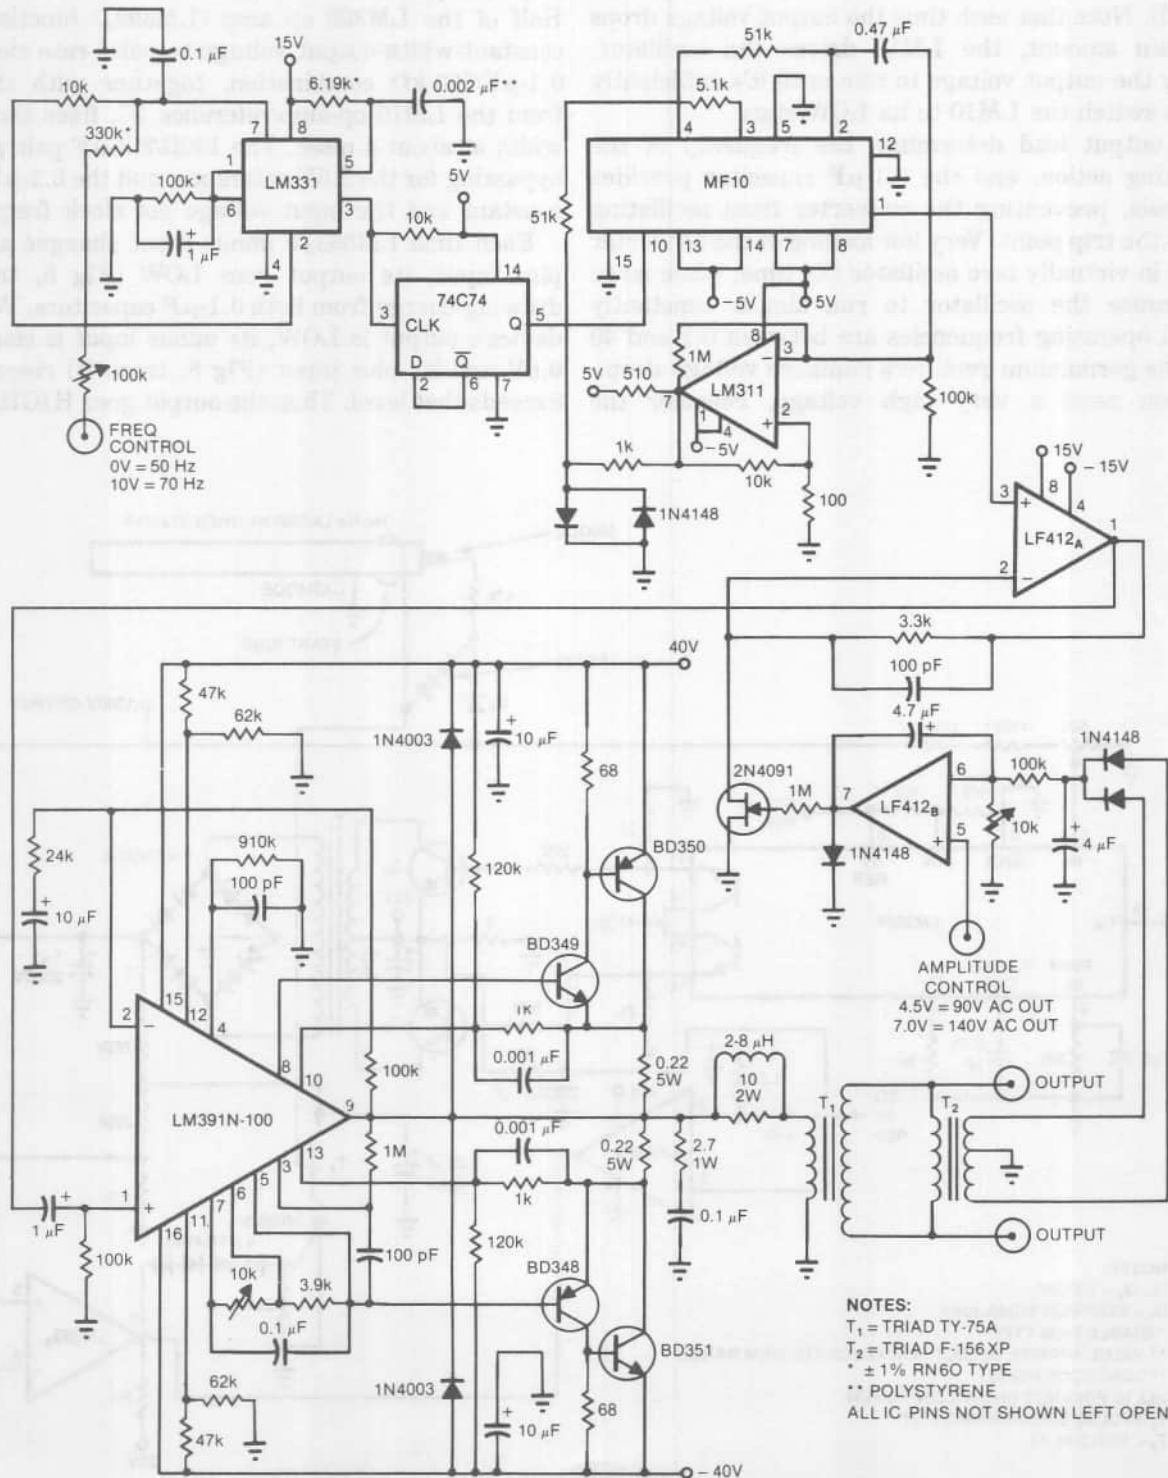 0.1 μF
15V
10k
6.19k*
0.002 μF**
330k*
7
8
1
5
LM331
5V
100k
6
3
10k
1 μF
4
2
14
74C74
3
CLK
Q
5
D
Q
2
6
7
100k
FREQ
CONTROL
0V = 50 Hz
10V = 70 Hz
51k
0.47 μF
5.1k
4
3
5
2
12
MF10
1
51k
10
13
14
7
8
15
-5V
5V
1M
8
3
5V
510
LM311
7
2
1
4
-5V
100k
1k
10k
100
1N4148
15V
-15V
3
8
4
LF412A
1
2
3.3k
100 pF
4.7 μF
1N4148
2N4091
1M
7
6
100k
LF412B
10k
5
1N4148
4 μF
AMPLITUDE
CONTROL
4.5V = 90V AC OUT
7.0V = 140V AC OUT
40V
47k
62k
1N4003
10 μF
68
24k
910k
100 pF
120k
BD350
10 μF
BD349
15
12
4
2
1K
8
10
0.001 μF
100k
0.22
5W
2-8 μH
10
2W
OUTPUT
LM391N-100
9
T1
T2
0.001 μF
13
3
1M
0.22
5W
2.7
1W
5
6
7
1k
1
11
16
0.1 μF
OUTPUT
1 μF
100k
100 pF
120k
10k
3.9k
BD348
0.1 μF
BD351
62k
1N4003
68
10 μF
47k
-40V
NOTES:
T1 = TRIAD TY-75A
T2 = TRIAD F-156XP
* ±1% RN60 TYPE
** POLYSTYRENE
ALL IC PINS NOT SHOWN LEFT OPEN